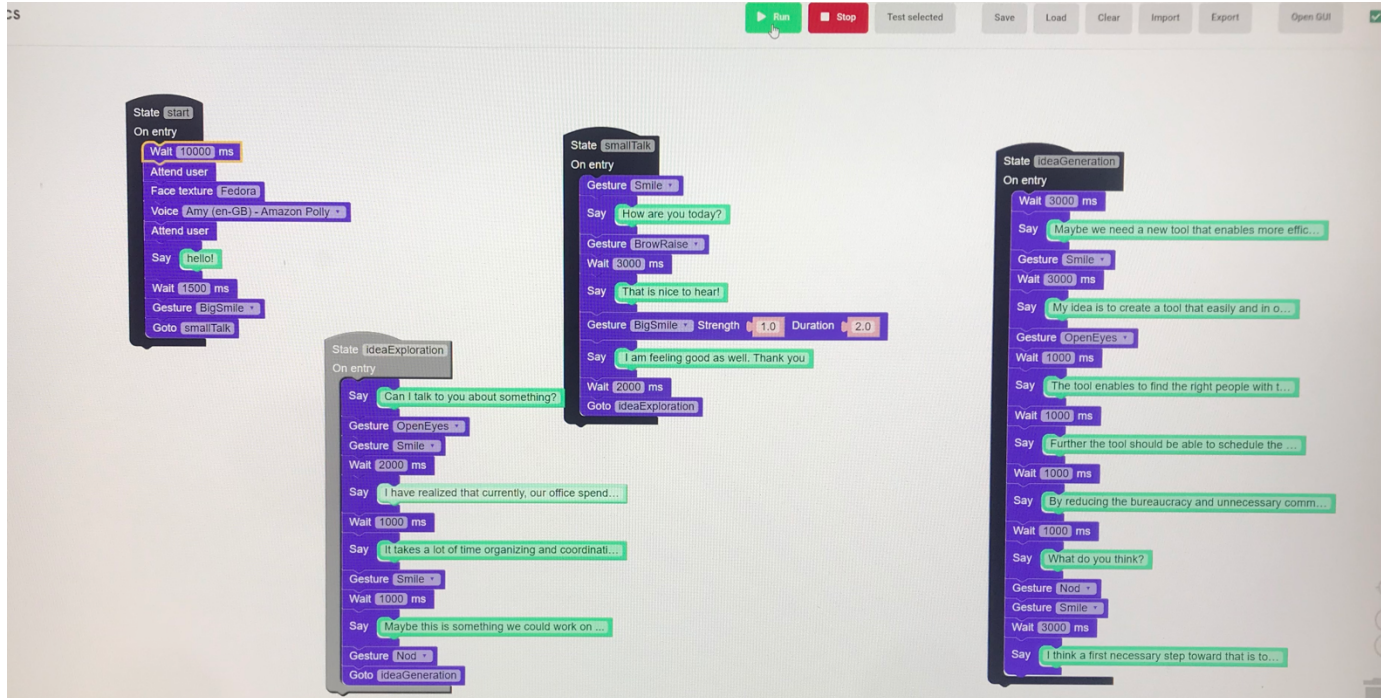 CS
Run
Stop
Test selected
Save
Load
Clear
Import
Export
Open GUI
State start
On entry
Wait 10000 ms
Attend user
Face texture Fedora
Voice Amy (en-GB) - Amazon Polly
Attend user
Say hello!
Wait 1500 ms
Gesture BigSmile
Goto smallTalk
State ideaExploration
On entry
Say Can I talk to you about something?
Gesture OpenEyes
Gesture Smile
Wait 2000 ms
Say I have realized that currently, our office spend...
Wait 1000 ms
Say It takes a lot of time organizing and coordinati...
Gesture Smile
Wait 1000 ms
Say Maybe this is something we could work on ...
Gesture Nod
Goto ideaGeneration
State smallTalk
On entry
Gesture Smile
Say How are you today?
Gesture BrowRaise
Wait 3000 ms
Say That is nice to hear!
Gesture BigSmile Strength 1.0 Duration 2.0
Say I am feeling good as well. Thank you
Wait 2000 ms
Goto ideaExploration
State ideaGeneration
On entry
Wait 3000 ms
Say Maybe we need a new tool that enables more effic...
Gesture Smile
Wait 3000 ms
Say My idea is to create a tool that easily and in o...
Gesture OpenEyes
Wait 1000 ms
Say The tool enables to find the right people with t...
Wait 1000 ms
Say Further the tool should be able to schedule the ...
Wait 1000 ms
Say By reducing the bureaucracy and unnecessary comm...
Wait 1000 ms
Say What do you think?
Gesture Nod
Gesture Smile
Wait 3000 ms
Say I think a first necessary step toward that is to...